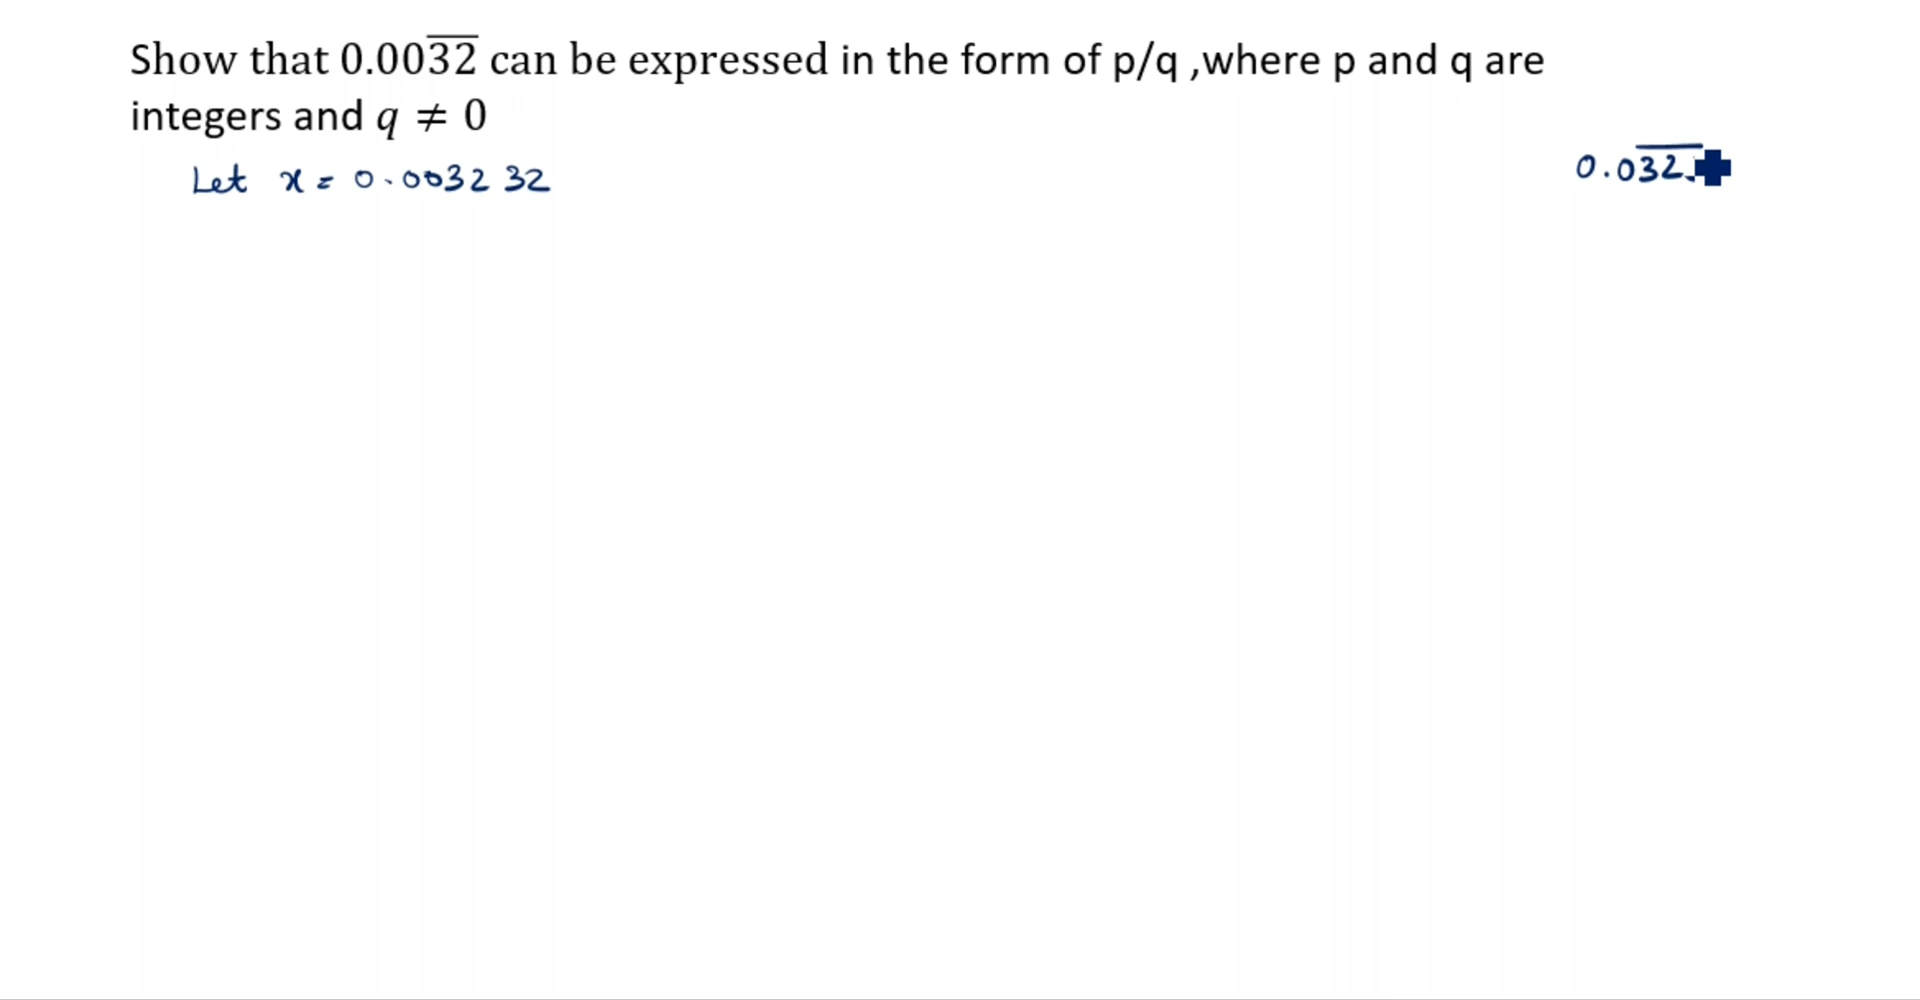 Show that 0.00\overline{32} can be expressed in the form of p/q ,where p and q are
integers and q ≠ 0
Let x = 0.003232
0.0\overline{32}.